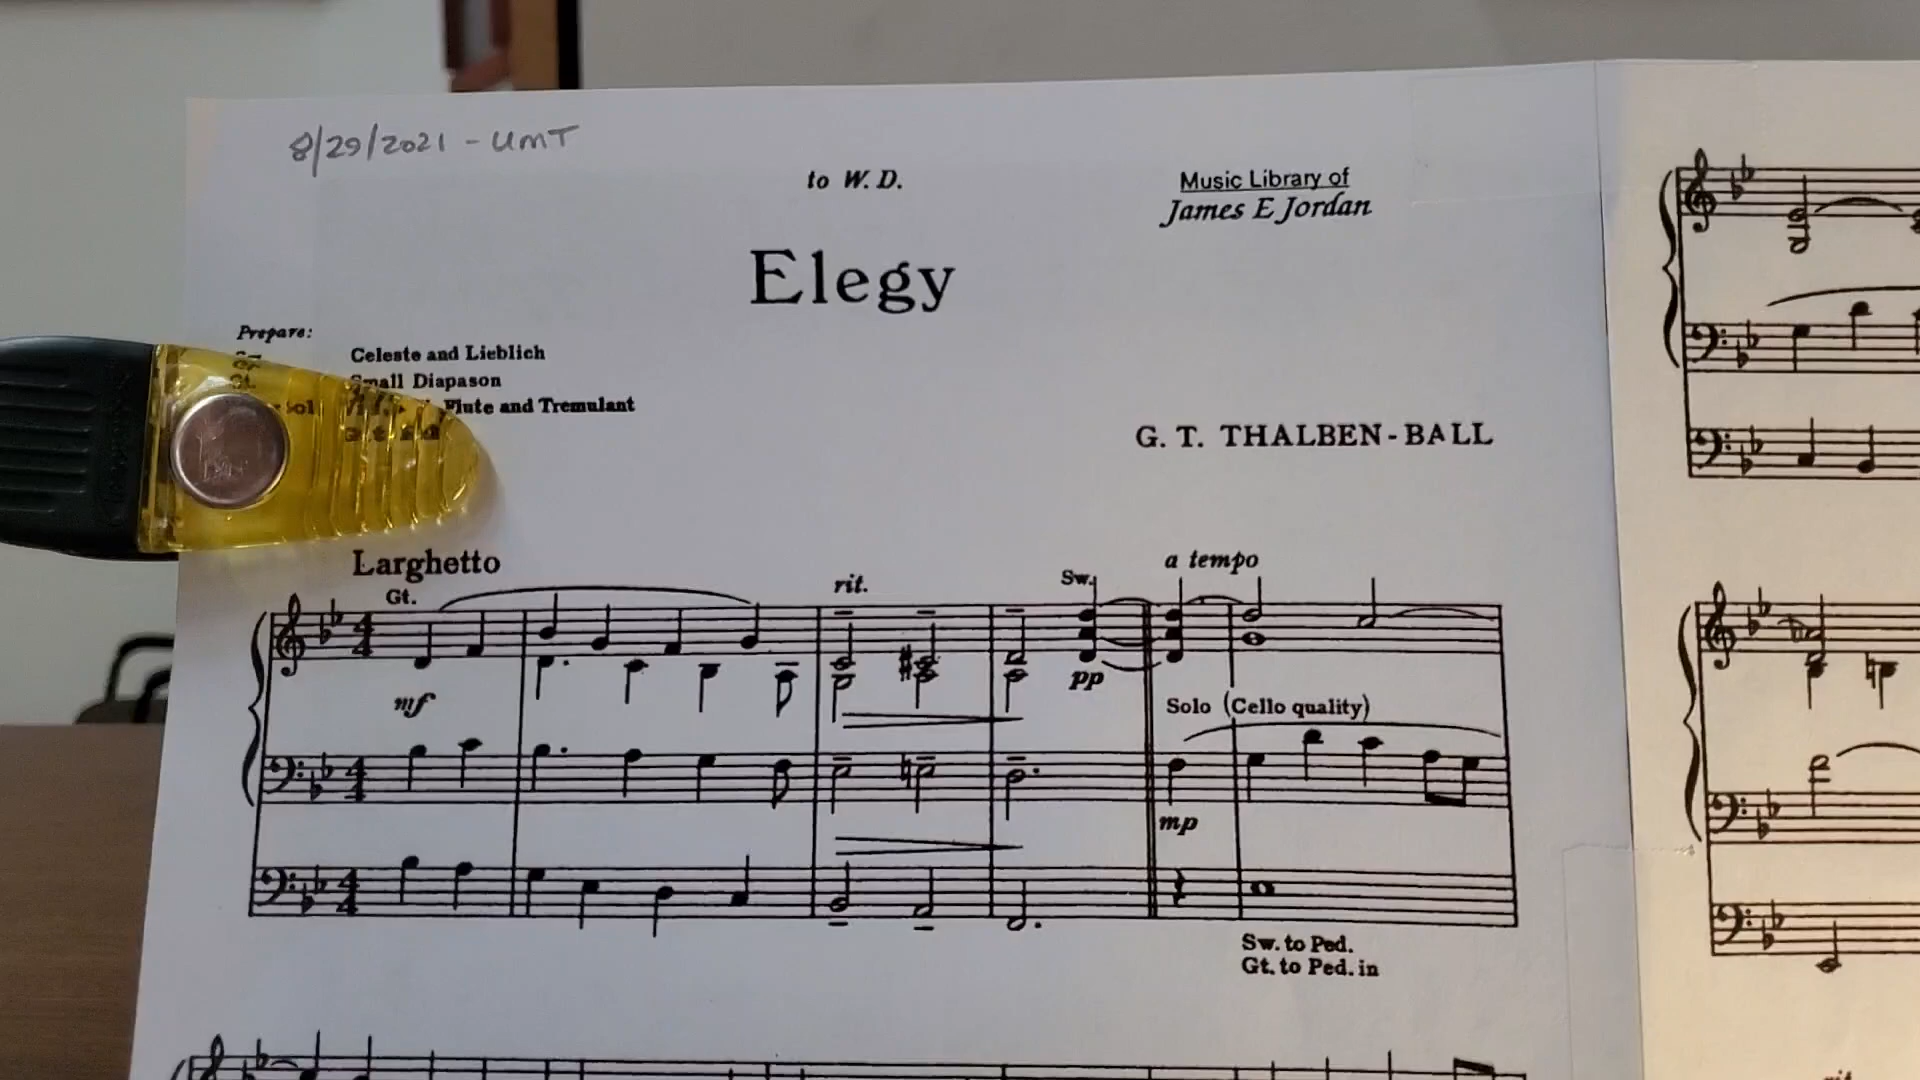 8/29/2021 - UMT
to W. D.
Music Library of
James E Jordan
Elegy
Prepare:
Celeste and Lieblich
Small Diapason
Flute and Tremulant
G. T. THALBEN-BALL
Larghetto
Gt.
rit.
Sw.
a tempo
mf
pp
Solo (Cello quality)
mp
Sw. to Ped.
Gt. to Ped. in